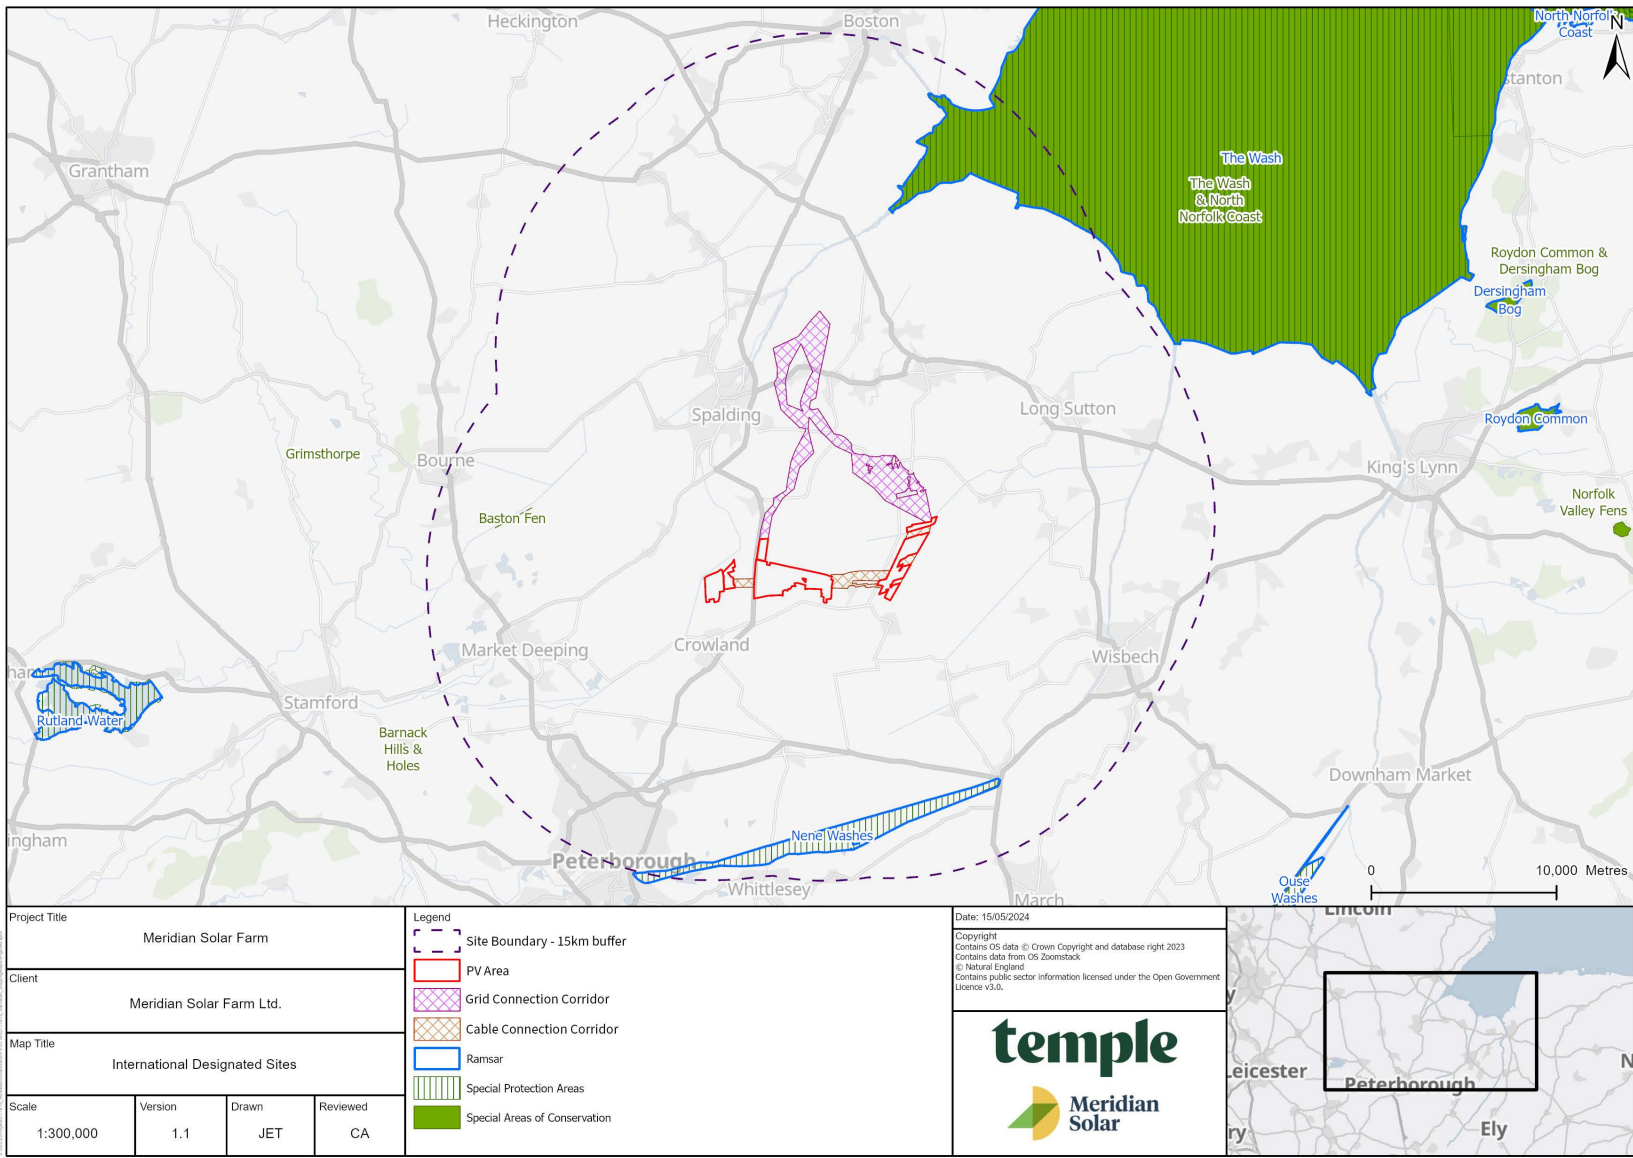 Heckington
Boston
North Norfolk
Coast
N
stanton
Grantham
The Wash
The Wash
& North
Norfolk Coast
Roydon Common &
Dersingham Bog
Dersingham
Bog
Spalding
Long Sutton
Roydon Common
Grimsthorpe
Bourne
King's Lynn
Baston Fen
Norfolk
Valley Fens
Crowland
Market Deeping
Wisbech
ham
Stamford
Rutland Water
Barnack
Hills &
Holes
Downham Market
Nene Washes
ingham
Peterborough
Whittlesey
March
Ouse
Washes
0
10,000 Metres
Project Title
Meridian Solar Farm
Client
Meridian Solar Farm Ltd.
Map Title
International Designated Sites
Scale
1:300,000
Version
1.1
Drawn
JET
Reviewed
CA
Legend
Site Boundary - 15km buffer
PV Area
Grid Connection Corridor
Cable Connection Corridor
Ramsar
Special Protection Areas
Special Areas of Conservation
Date: 15/05/2024
Copyright
Contains OS data © Crown Copyright and database right 2023
Contains data from OS Zoomstack
© Natural England
Contains public sector information licensed under the Open Government
Licence v3.0.
temple
Meridian
Solar
Lincoln
y
Leicester
Peterborough
N
ry
Ely